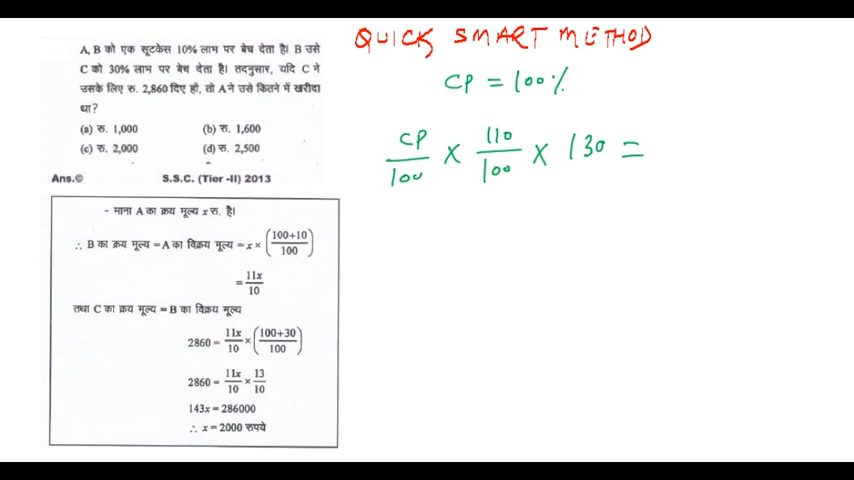 A, B को एक सूटकेस 10% लाभ पर बेच देता है। B उसे
C को 30% लाभ पर बेच देता है। तदनुसार, यदि C ने
उसके लिए रु. 2,860 दिए हों, तो A ने उसे कितने में खरीदा
था?
(a) रु. 1,000 (b) रु. 1,600
(c) रु. 2,000 (d) रु. 2,500
Ans.© S.S.C. (Tier -II) 2013
- माना A का क्रय मूल्य x रु. है।
∴ B का क्रय मूल्य = A का विक्रय मूल्य = x × ((100+10)/100)
= 11x/10
तथा C का क्रय मूल्य = B का विक्रय मूल्य
2860 = 11x/10 × ((100+30)/100)
2860 = 11x/10 × 13/10
143x = 286000
∴ x = 2000 रुपये
QUICK SMART METHOD
CP = 100%
CP/100 × 110/100 × 130 =